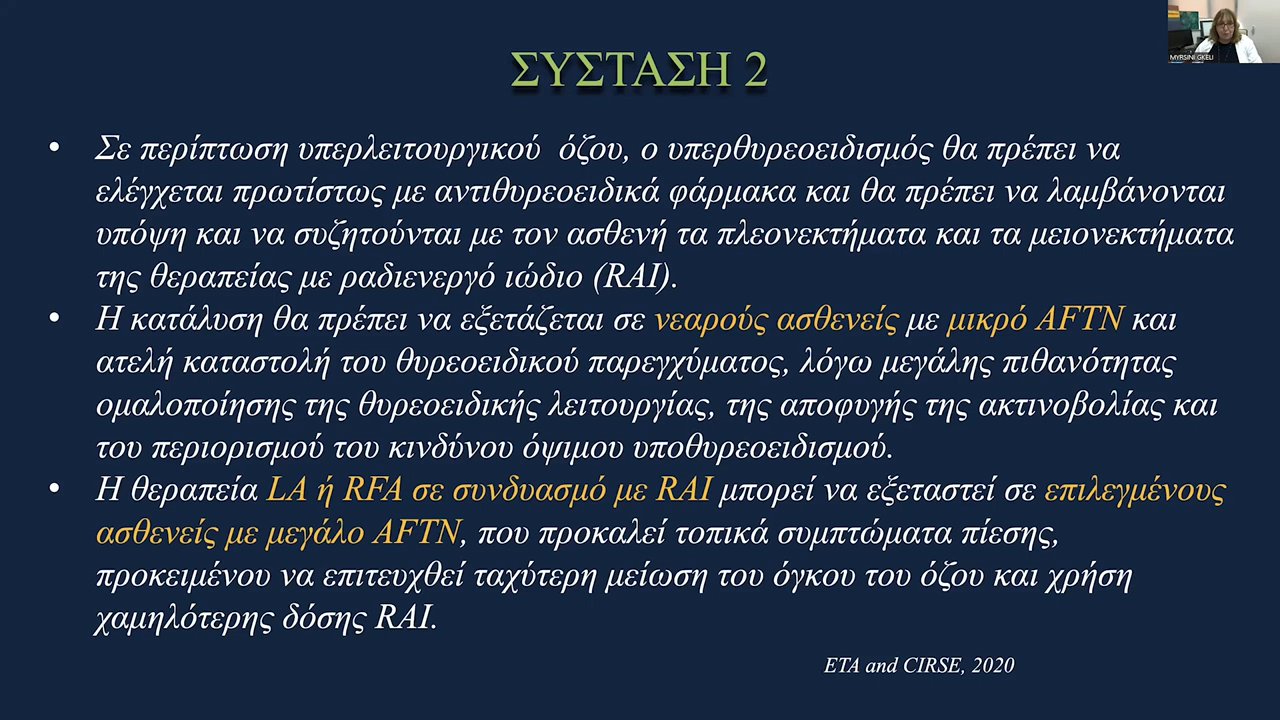 MYRSINI GKELI
ΣΥΣΤΑΣΗ 2
• Σε περίπτωση υπερλειτουργικού όζου, ο υπερθυρεοειδισμός θα πρέπει να
ελέγχεται πρωτίστως με αντιθυρεοειδικά φάρμακα και θα πρέπει να λαμβάνονται
υπόψη και να συζητούνται με τον ασθενή τα πλεονεκτήματα και τα μειονεκτήματα
της θεραπείας με ραδιενεργό ιώδιο (RAI).
• Η κατάλυση θα πρέπει να εξετάζεται σε νεαρούς ασθενείς με μικρό AFTN και
ατελή καταστολή του θυρεοειδικού παρεγχύματος, λόγω μεγάλης πιθανότητας
ομαλοποίησης της θυρεοειδικής λειτουργίας, της αποφυγής της ακτινοβολίας και
του περιορισμού του κινδύνου όψιμου υποθυρεοειδισμού.
• Η θεραπεία LA ή RFA σε συνδυασμό με RAI μπορεί να εξεταστεί σε επιλεγμένους
ασθενείς με μεγάλο AFTN, που προκαλεί τοπικά συμπτώματα πίεσης,
προκειμένου να επιτευχθεί ταχύτερη μείωση του όγκου του όζου και χρήση
χαμηλότερης δόσης RAI.
ETA and CIRSE, 2020